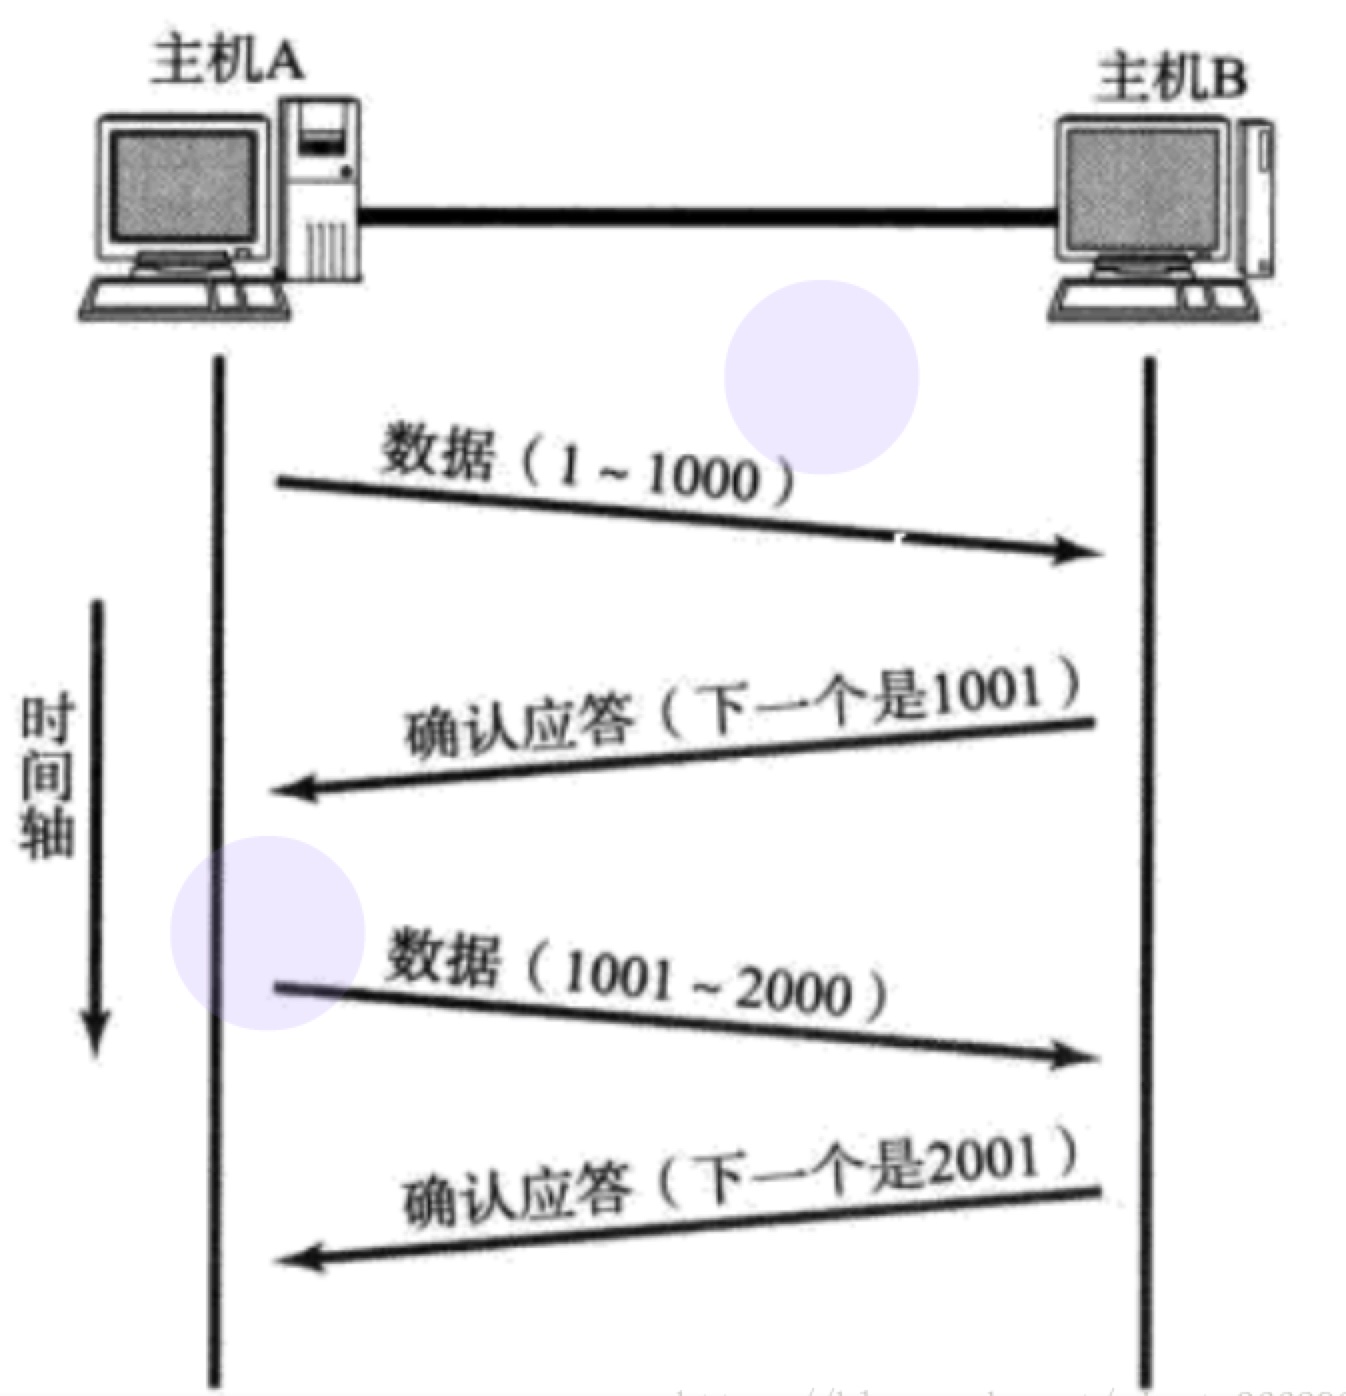 主机A
主机B
数据（1～1000）
确认应答（下一个是1001）
时间轴
数据（1001～2000）
确认应答（下一个是2001）